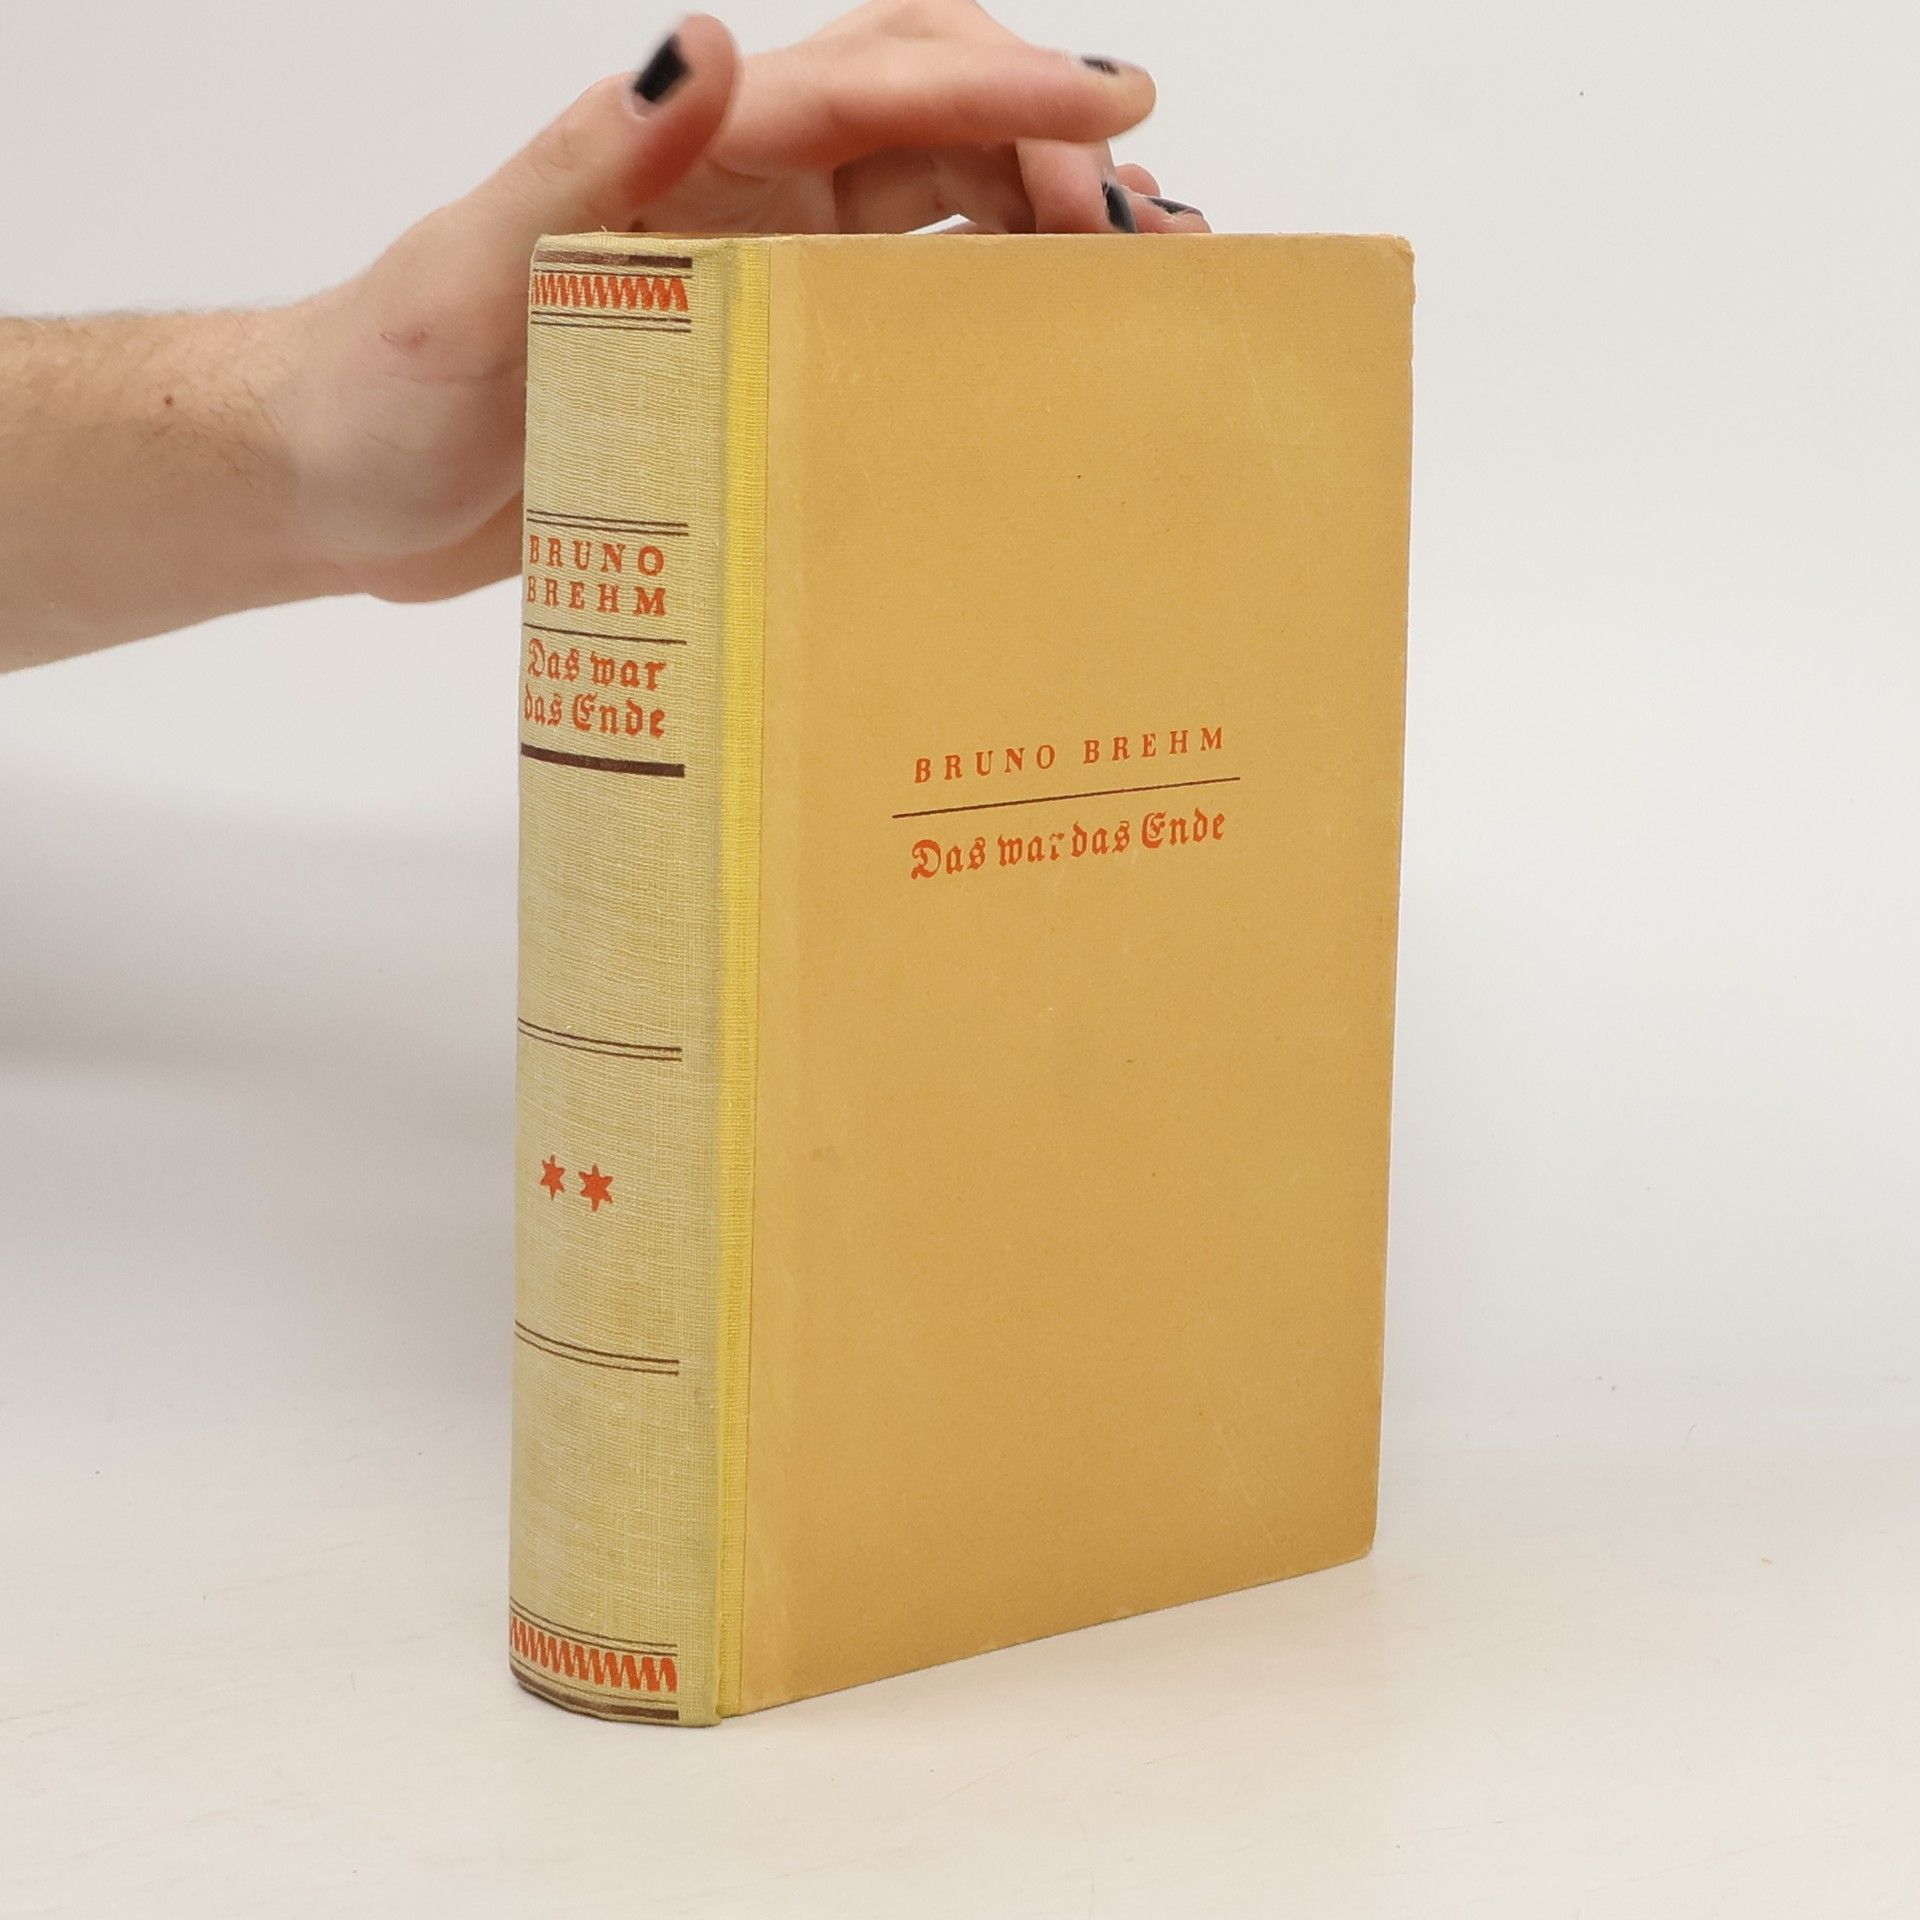 BRUNO
BREHM
Das war
das Ende
BRUNO BREHM
Das war das Ende